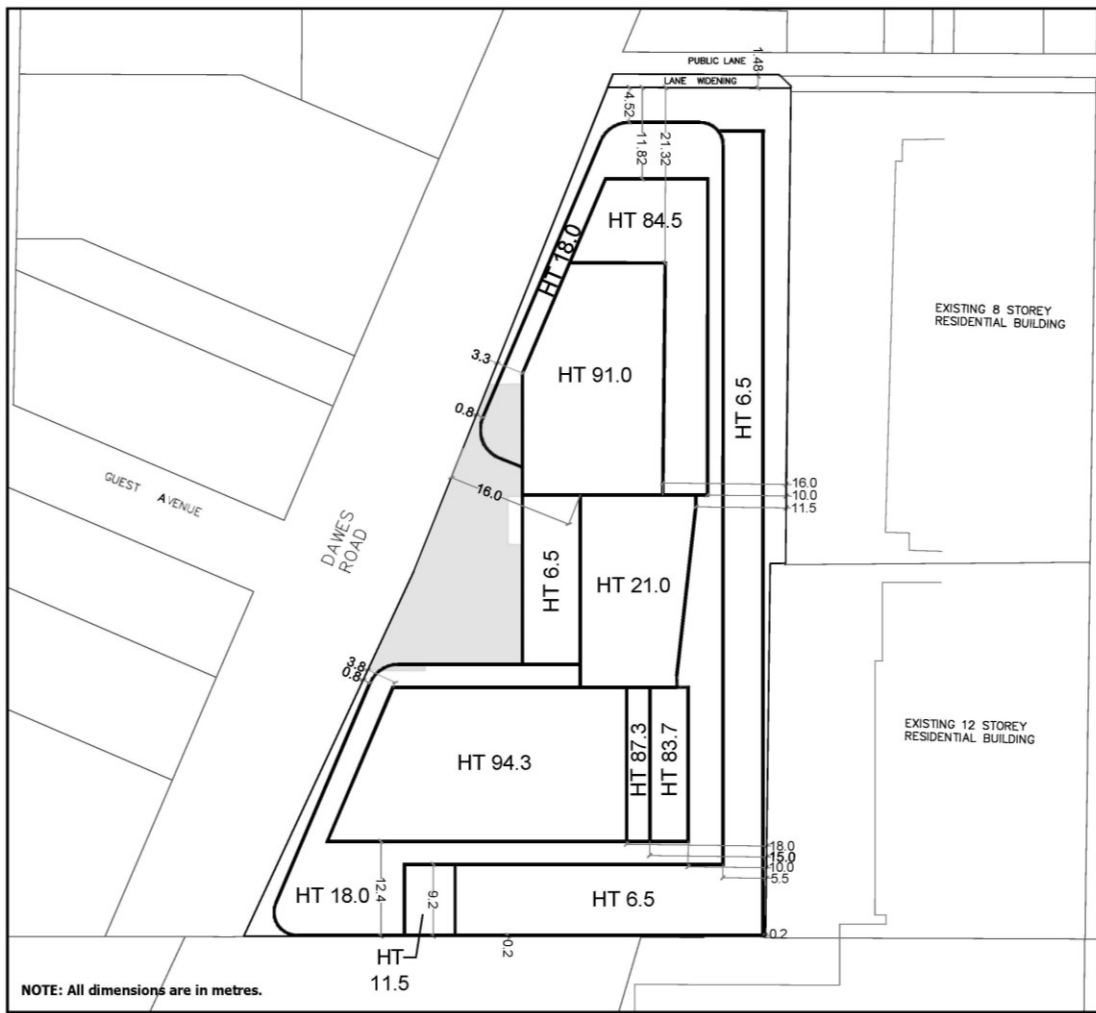 PUBLIC LANE
1.48
LANE WIDENING
4.52
11.82
21.32
HT 84.5
HT 18.0
EXISTING 8 STOREY
RESIDENTIAL BUILDING
3.3
HT 91.0
HT 6.5
0.8
GUEST AVENUE
16.0
16.0
10.0
11.5
DAWES
ROAD
HT 6.5
HT 21.0
3.8
0.8
EXISTING 12 STOREY
RESIDENTIAL BUILDING
HT 94.3
HT 87.3
HT 83.7
18.0
15.0
10.0
5.5
12.4
9.2
HT 18.0
HT 6.5
0.2
0.2
HT
11.5
NOTE: All dimensions are in metres.